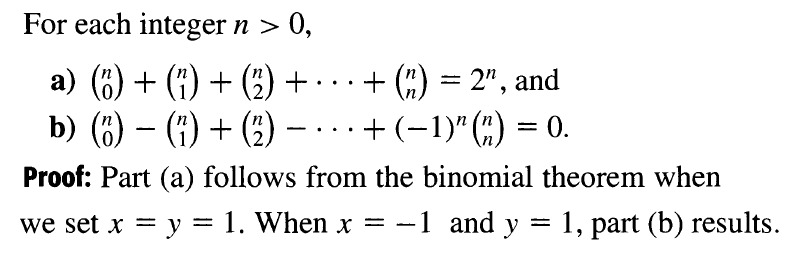 For each integer n > 0,
a) $\binom{n}{0} + \binom{n}{1} + \binom{n}{2} + \cdots + \binom{n}{n} = 2^n$, and
b) $\binom{n}{0} - \binom{n}{1} + \binom{n}{2} - \cdots + (-1)^n \binom{n}{n} = 0$.
Proof: Part (a) follows from the binomial theorem when
we set x = y = 1. When x = −1 and y = 1, part (b) results.